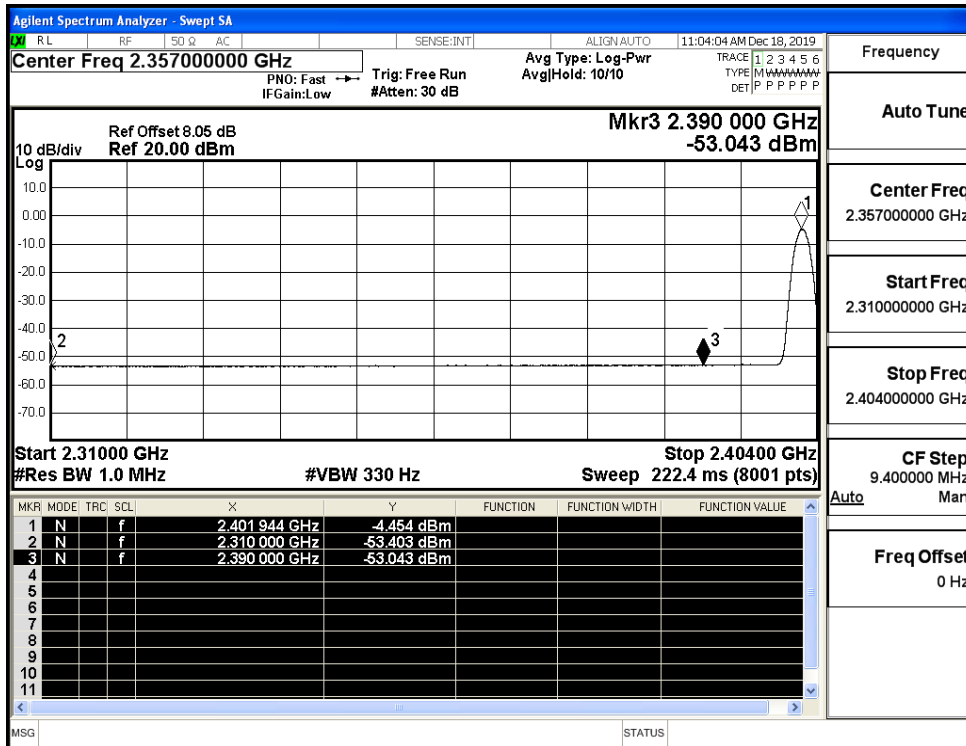 Agilent Spectrum Analyzer - Swept SA
LXI RL RF 50 Ω AC SENSE:INT ALIGN AUTO 11:04:04 AM Dec 18, 2019
Center Freq 2.357000000 GHz
PNO: Fast
IFGain:Low
Trig: Free Run
#Atten: 30 dB
Avg Type: Log-Pwr
Avg|Hold: 10/10
TRACE 1 2 3 4 5 6
TYPE M WWWWW
DET P P P P P P
Ref Offset 8.05 dB
10 dB/div Ref 20.00 dBm
Log
Mkr3 2.390 000 GHz
-53.043 dBm
10.0
0.00
-10.0
-20.0
-30.0
-40.0
-50.0
-60.0
-70.0
1
2
3
Start 2.31000 GHz Stop 2.40400 GHz
#Res BW 1.0 MHz #VBW 330 Hz Sweep 222.4 ms (8001 pts)
MKR MODE TRC SCL X Y FUNCTION FUNCTION WIDTH FUNCTION VALUE
1 N f 2.401 944 GHz -4.454 dBm
2 N f 2.310 000 GHz -53.403 dBm
3 N f 2.390 000 GHz -53.043 dBm
4
5
6
7
8
9
10
11
MSG STATUS
Frequency
Auto Tune
Center Freq
2.357000000 GHz
Start Freq
2.310000000 GHz
Stop Freq
2.404000000 GHz
CF Step
9.400000 MHz
Auto Man
Freq Offset
0 Hz